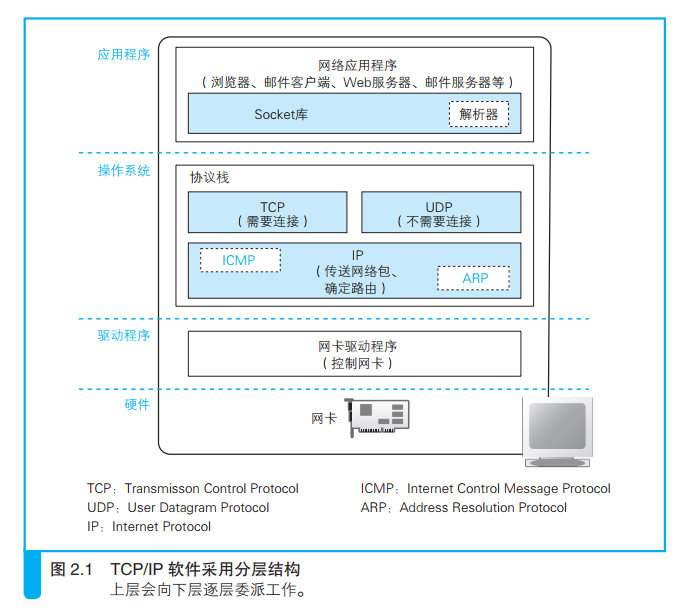 应用程序
网络应用程序
(浏览器、邮件客户端、Web服务器、邮件服务器等)
Socket库
解析器
操作系统
协议栈
TCP
(需要连接)
UDP
(不需要连接)
ICMP
IP
(传送网络包、
确定路由)
ARP
驱动程序
网卡驱动程序
(控制网卡)
硬件
网卡
TCP:Transmisson Control Protocol
UDP:User Datagram Protocol
IP:Internet Protocol
ICMP:Internet Control Message Protocol
ARP:Address Resolution Protocol
图 2.1 TCP/IP 软件采用分层结构
上层会向下层逐层委派工作。